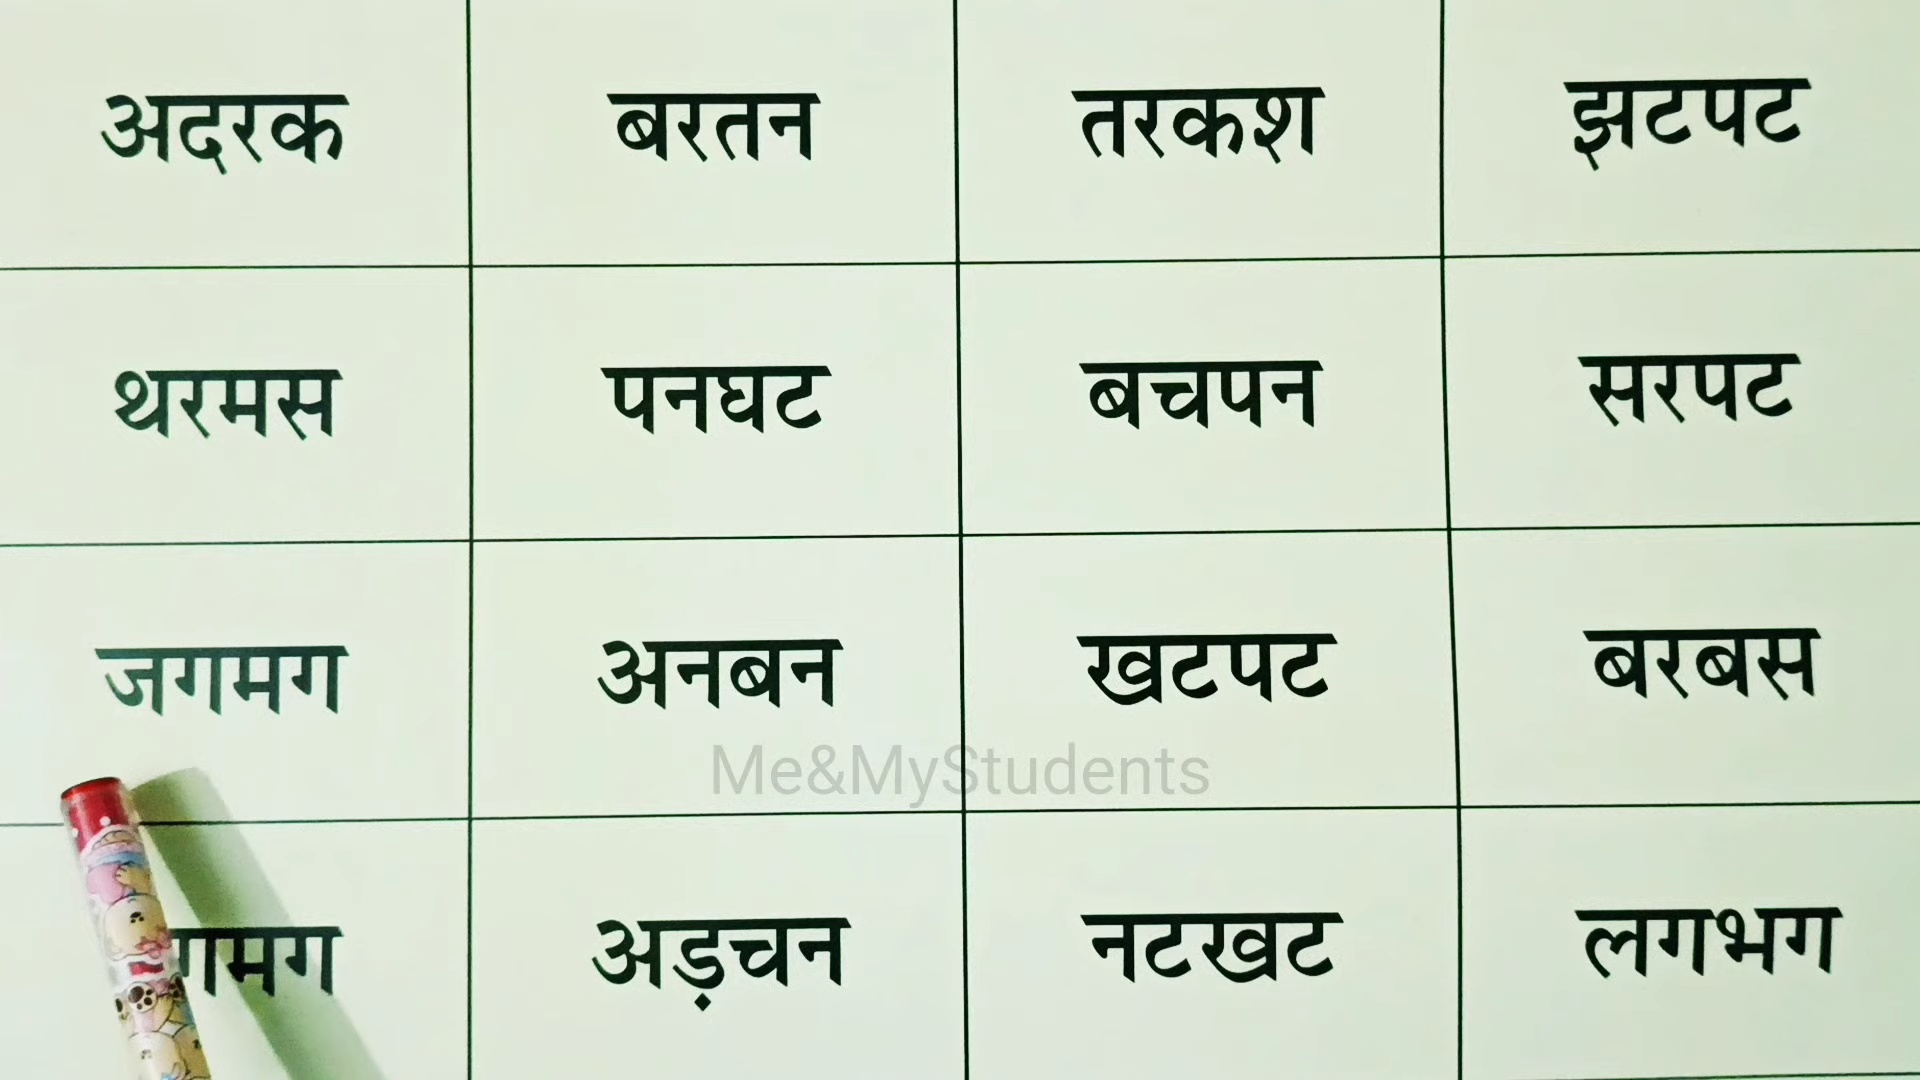 अदरक बरतन तरकश झटपट
थरमस पनघट बचपन सरपट
जगमग अनबन खटपट बरबस
Me&MyStudents
अड़चन नटखट लगभग